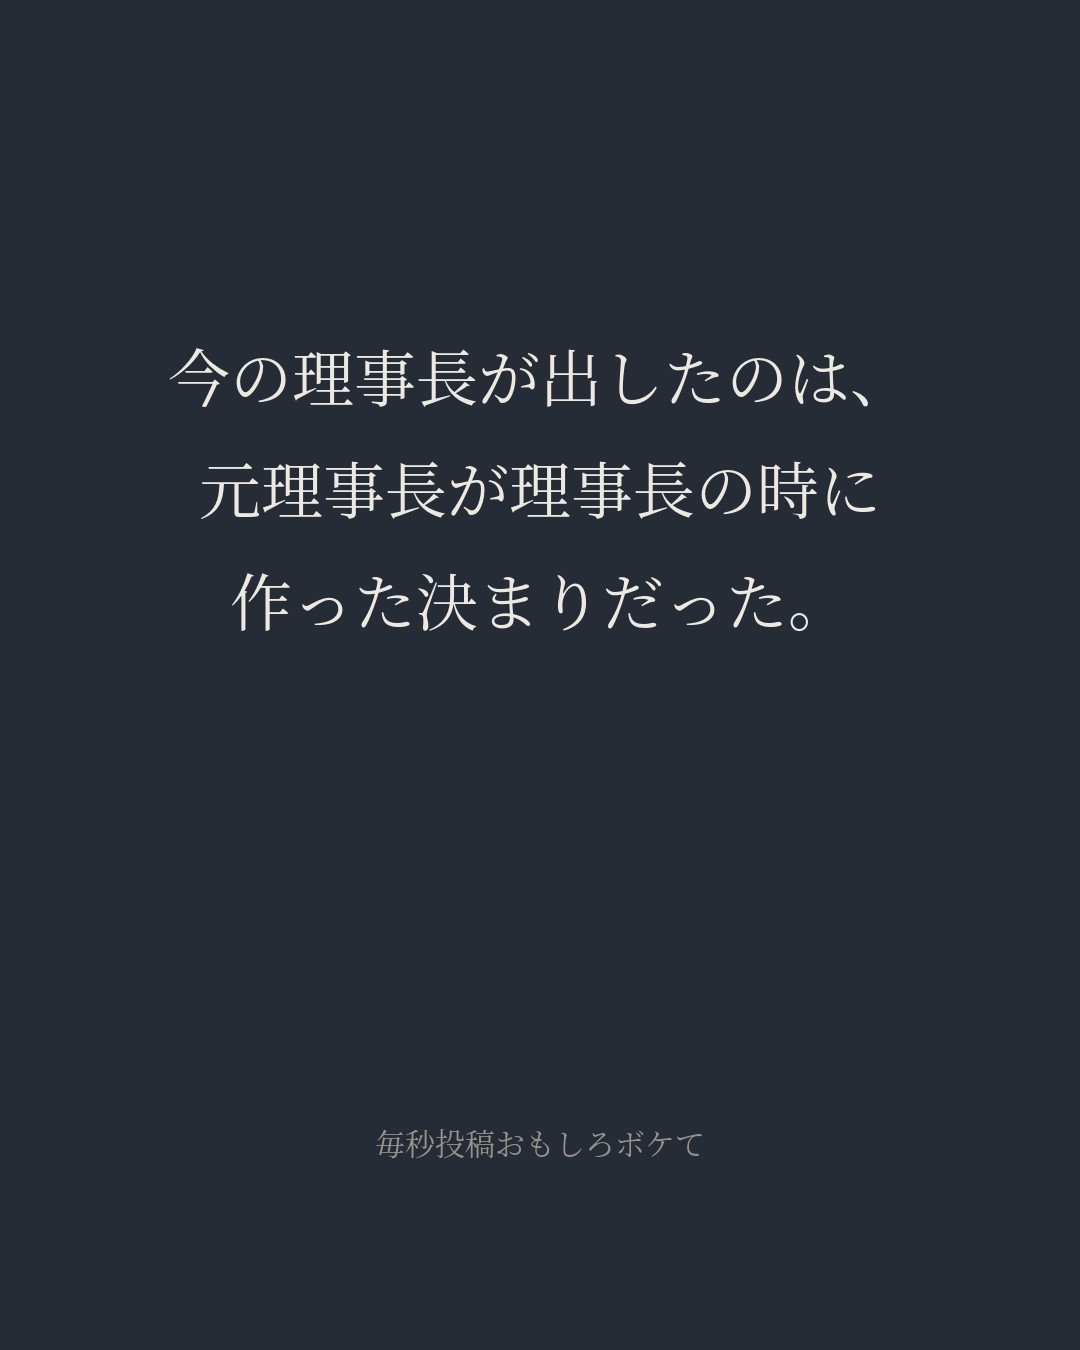 今の理事長が出したのは、
元理事長が理事長の時に
作った決まりだった。
毎秒投稿おもしろボケて